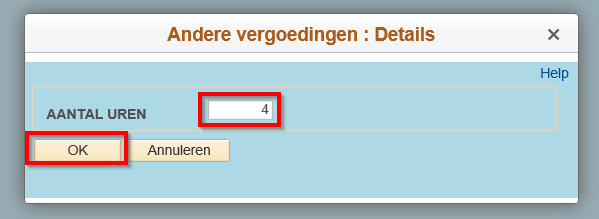 Andere vergoedingen : Details ×
Help
AANTAL UREN 4
OK Annuleren